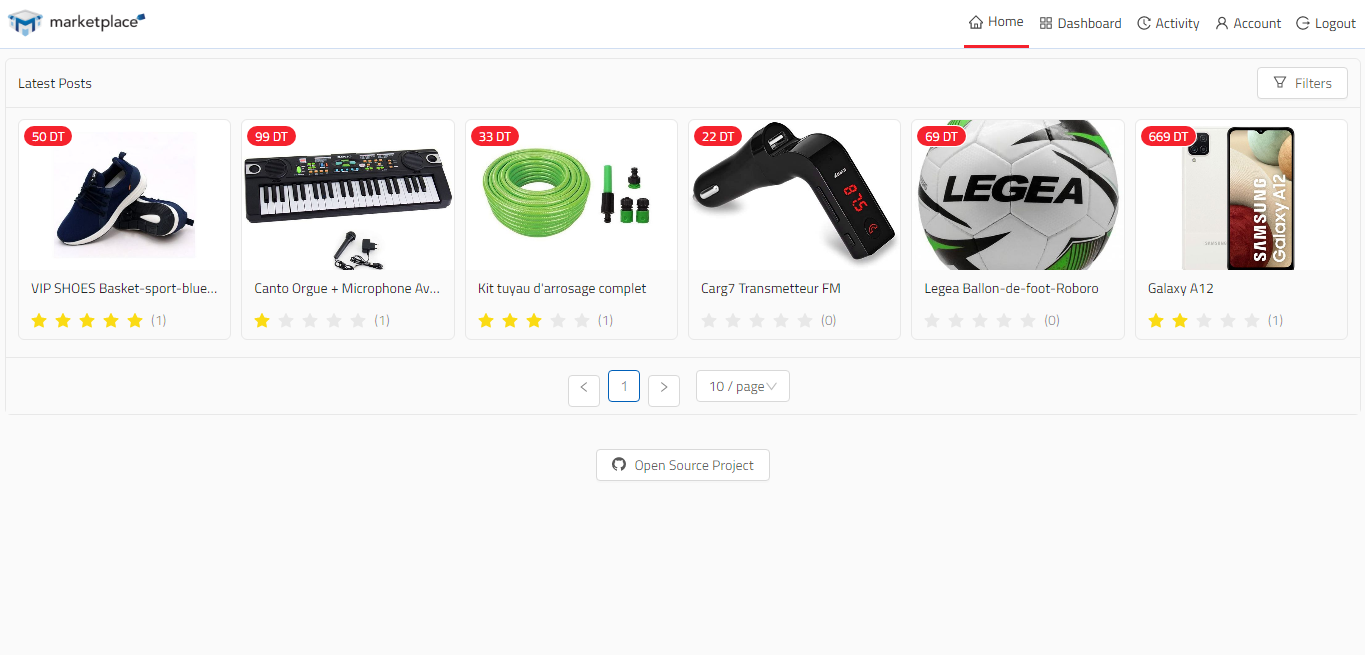 marketplace
Home
Dashboard
Activity
Account
Logout
Latest Posts
Filters
50 DT
99 DT
33 DT
22 DT
69 DT
669 DT
87.5
LEGEA
SAMSUNG
SAMSUNG
Galaxy A12
VIP SHOES Basket-sport-blue...
Canto Orgue + Microphone Av...
Kit tuyau d'arrosage complet
Carg7 Transmetteur FM
Legea Ballon-de-foot-Roboro
Galaxy A12
(1)
(1)
(1)
(0)
(0)
(1)
< 1 > 10 / page
Open Source Project